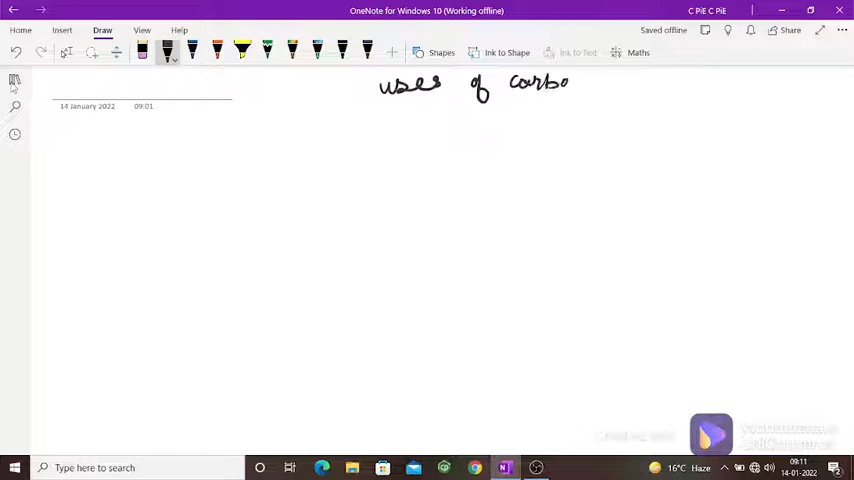 OneNote for Windows 10 (Working offline)
C PiE C PiE
Home Insert Draw View Help
Saved offline
Share
Shapes
Ink to Shape
Ink to Text
Maths
uses of carbo
14 January 2022 09:01
Wondershare
Type here to search
16°C Haze
09:11
14-01-2022
2